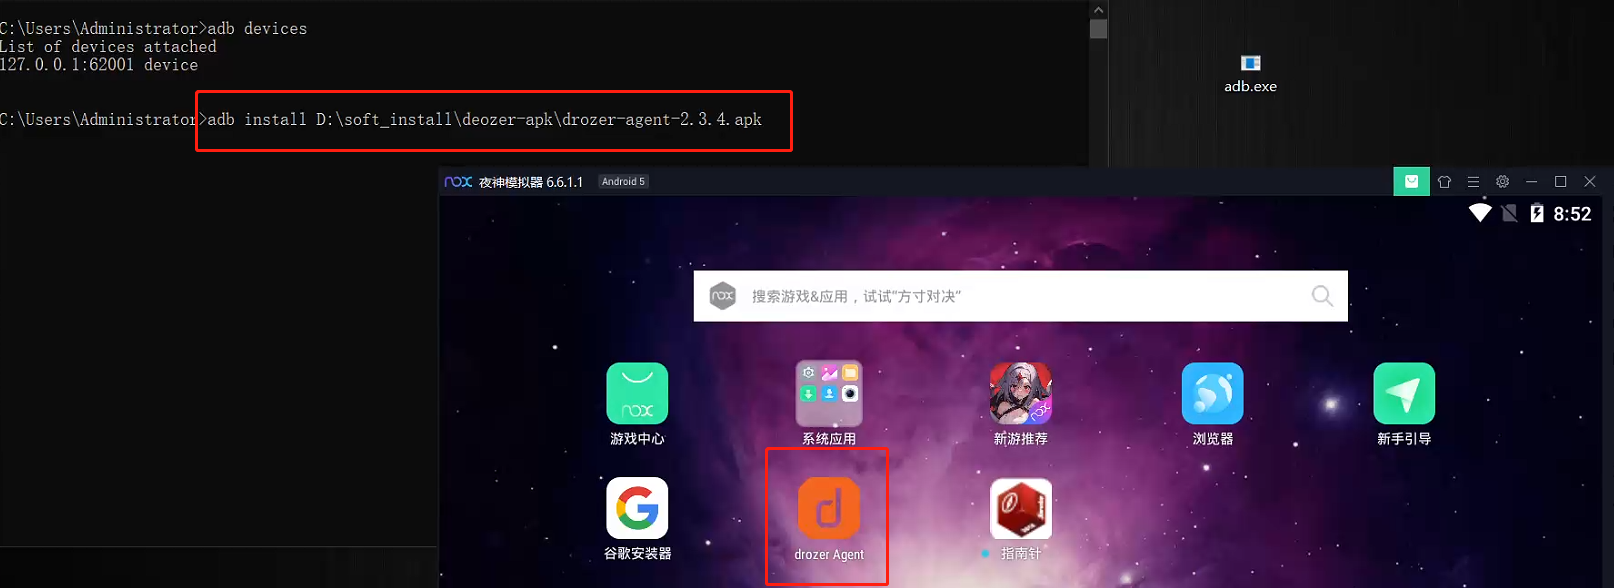 C:\Users\Administrator>adb devices
List of devices attached
127.0.0.1:62001 device
adb.exe
C:\Users\Administrator>adb install D:\soft_install\deozer-apk\drozer-agent-2.3.4.apk
nox 夜神模拟器 6.6.1.1 Android 5
8:52
nox 搜索游戏&应用，试试"方寸对决"
nox
游戏中心 系统应用 新游推荐 浏览器 新手引导
谷歌安装器 drozer Agent 指南针